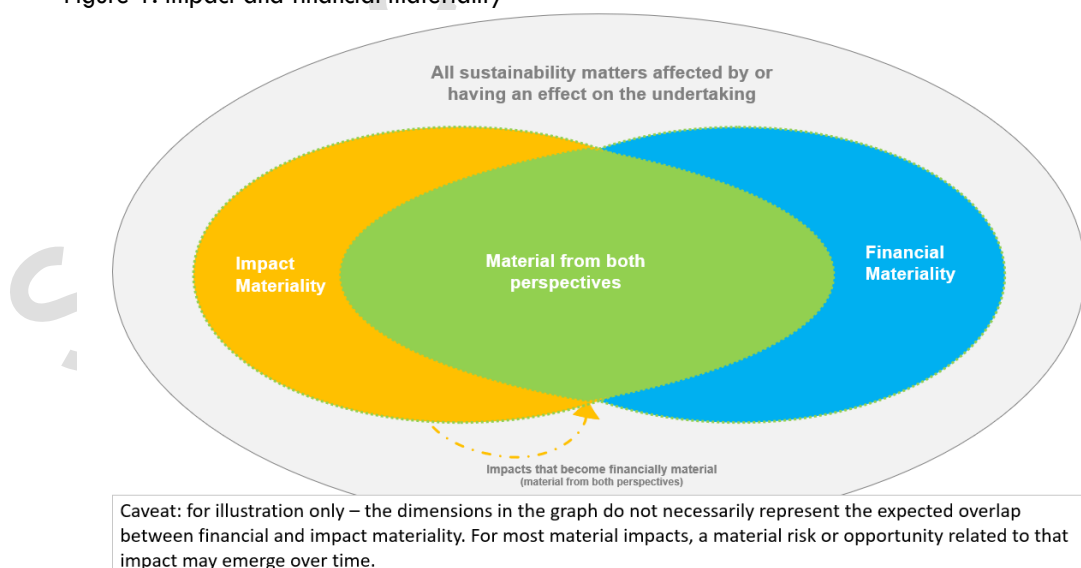 All sustainability matters affected by or
having an effect on the undertaking
Impact
Materiality
Material from both
perspectives
Financial
Materiality
Impacts that become financially material
(material from both perspectives)
Caveat: for illustration only – the dimensions in the graph do not necessarily represent the expected overlap
between financial and impact materiality. For most material impacts, a material risk or opportunity related to that
impact may emerge over time.